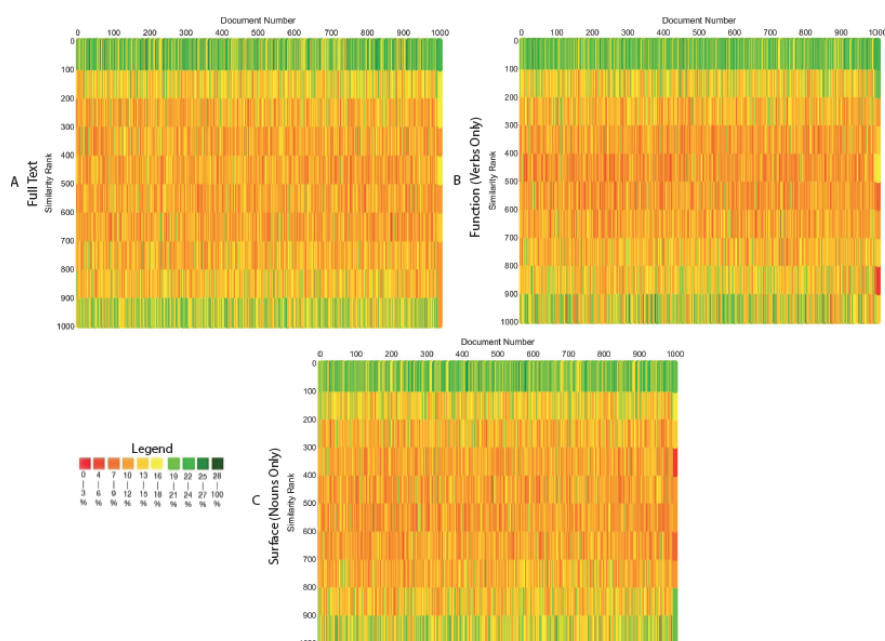 Document Number
0 100 200 300 400 500 600 700 800 900 1000
0
100
200
300
400
500
600
700
800
900
1000
A
Full Text
Similarity Rank
Document Number
0 100 200 300 400 500 600 700 800 900 1000
0
100
200
300
400
500
600
700
800
900
1000
B
Function (Verbs Only)
Similarity Rank
Document Number
0 100 200 300 400 500 600 700 800 900 1000
0
100
200
300
400
500
600
700
800
900
C
Surface (Nouns Only)
Similarity Rank
Legend
0 4 7 10 13 16 19 22 25 28
| | | | | | | | | |
3 6 9 12 15 18 21 24 27 100
% % % % % % % % % %